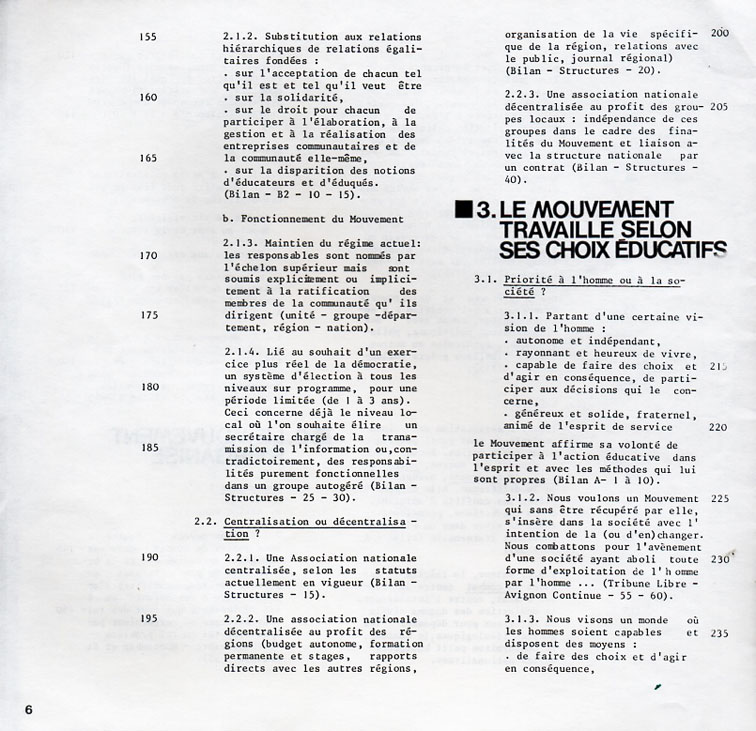 155 2.1.2. Substitution aux relations
hiérarchiques de relations égali-
taires fondées :
. sur l'acceptation de chacun tel
qu'il est et tel qu'il veut être
160 . sur la solidarité,
. sur le droit pour chacun de
participer à l'élaboration, à la
gestion et à la réalisation des
entreprises communautaires et de
165 la communauté elle-même,
. sur la disparition des notions
d'éducateurs et d'éduqués.
(Bilan - B2 - 10 - 15).
b. Fonctionnement du Mouvement
2.1.3. Maintien du régime actuel:
170 les responsables sont nommés par
l'échelon supérieur mais sont
soumis explicitement ou implici-
tement à la ratification des
membres de la communauté qu' ils
175 dirigent (unité - groupe -dépar-
tement, région - nation).
2.1.4. Lié au souhait d'un exer-
cice plus réel de la démocratie,
un système d'élection à tous les
180 niveaux sur programme, pour une
période limitée (de 1 à 3 ans).
Ceci concerne déjà le niveau lo-
cal où l'on souhaite élire un
secrétaire chargé de la trans-
185 mission de l'information ou,con-
tradictoirement, des responsabi-
lités purement fonctionnelles
dans un groupe autogéré (Bilan -
Structures - 25 - 30).
2.2. Centralisation ou décentralisa -
tion ?
190 2.2.1. Une Association nationale
centralisée, selon les statuts
actuellement en vigueur (Bilan -
Structures - 15).
195 2.2.2. Une association nationale
décentralisée au profit des ré-
gions (budget autonome, formation
permanente et stages, rapports
directs avec les autres régions,
organisation de la vie spécifi- 200
que de la région, relations avec
le public, journal régional)
(Bilan - Structures - 20).
2.2.3. Une association nationale
décentralisée au profit des grou- 205
pes locaux : indépendance de ces
groupes dans le cadre des fina-
lités du Mouvement et liaison a-
vec la structure nationale par
un contrat (Bilan - Structures -
40).
3. LE MOUVEMENT
TRAVAILLE SELON
SES CHOIX ÉDUCATIFS
3.1. Priorité à l'homme ou à la so-
ciété ?
3.1.1. Partant d'une certaine vi-
sion de l'homme :
. autonome et indépendant,
. rayonnant et heureux de vivre,
. capable de faire des choix et 215
d'agir en conséquence, de parti-
ciper aux décisions qui le con-
cerne,
. généreux et solide, fraternel,
animé de l'esprit de service 220
le Mouvement affirme sa volonté de
participer à l'action éducative dans
l'esprit et avec les méthodes qui lui
sont propres (Bilan A- 1 à 10).
3.1.2. Nous voulons un Mouvement 225
qui sans être récupéré par elle,
s'insère dans la société avec l'
intention de la (ou d'en)changer.
Nous combattons pour l'avènement
d'une société ayant aboli toute 230
forme d'exploitation de l'homme
par l'homme ... (Tribune Libre -
Avignon Continue - 55 - 60).
3.1.3. Nous visons un monde où
les hommes soient capables et 235
disposent des moyens :
. de faire des choix et d'agir
en conséquence,
6